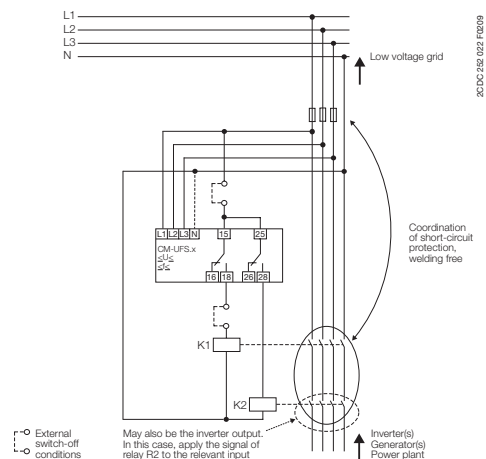 L1
L2
L3
N
Low voltage grid
2CDC 252 022 F0209
L1 L2 L3 N 15 25
CM-UFS.x
<U<
<f<
16 18 26 28
Coordination
of short-circuit
protection,
welding free
K1
K2
External
switch-off
conditions
May also be the inverter output.
In this case, apply the signal of
relay R2 to the relevant input
Inverter(s)
Generator(s)
Power plant